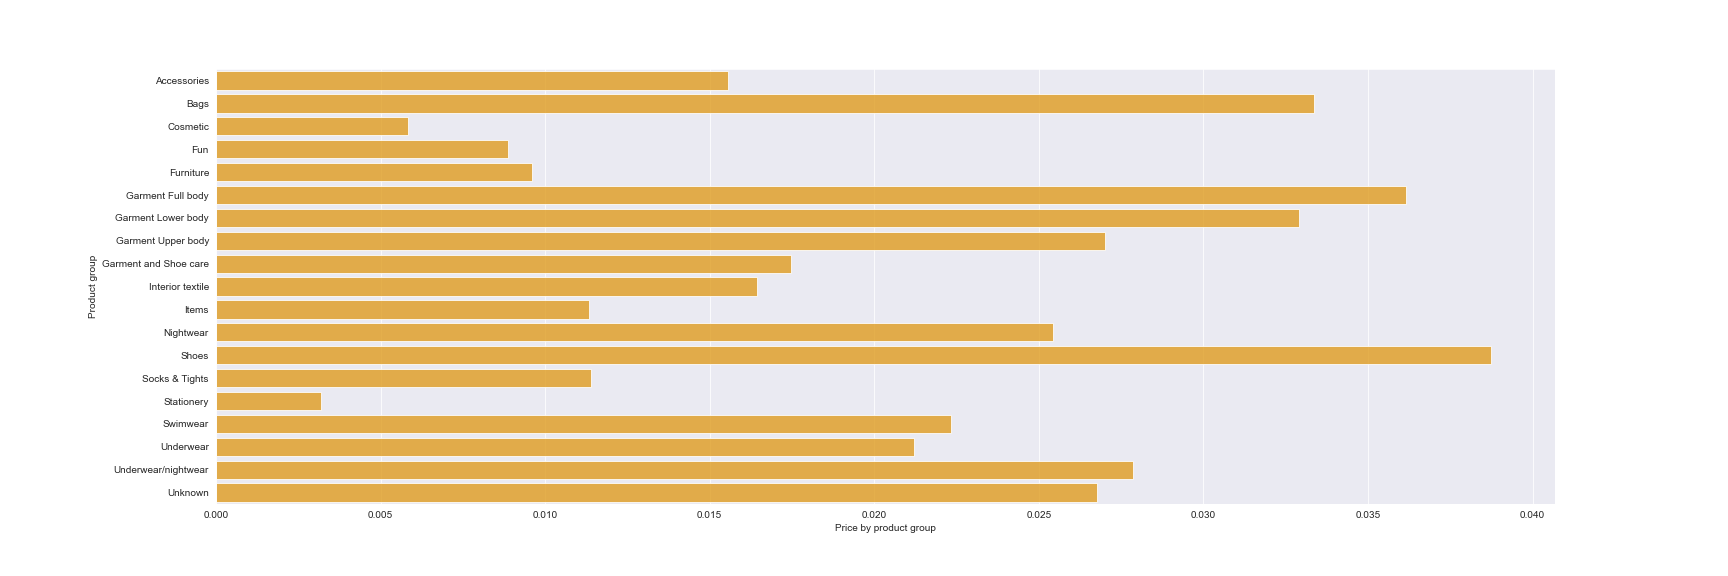 Accessories
Bags
Cosmetic
Fun
Furniture
Garment Full body
Garment Lower body
Garment Upper body
Garment and Shoe care
Interior textile
Items
Nightwear
Shoes
Socks & Tights
Stationery
Swimwear
Underwear
Underwear/nightwear
Unknown
Product group
0.000 0.005 0.010 0.015 0.020 0.025 0.030 0.035 0.040
Price by product group